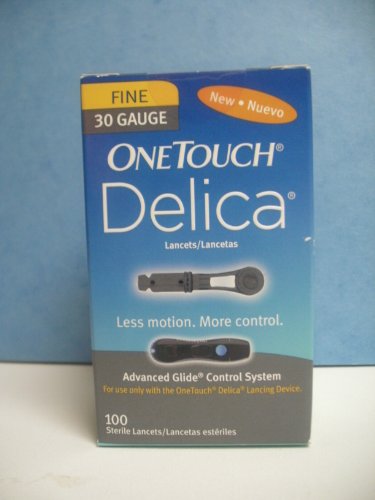 FINE
30 GAUGE
New • Nuevo
ONETOUCH®
Delica®
Lancets/Lancetas
Less motion. More control.
Advanced Glide® Control System
For use only with the OneTouch® Delica® Lancing Device.
100
Sterile Lancets/Lancetas estériles